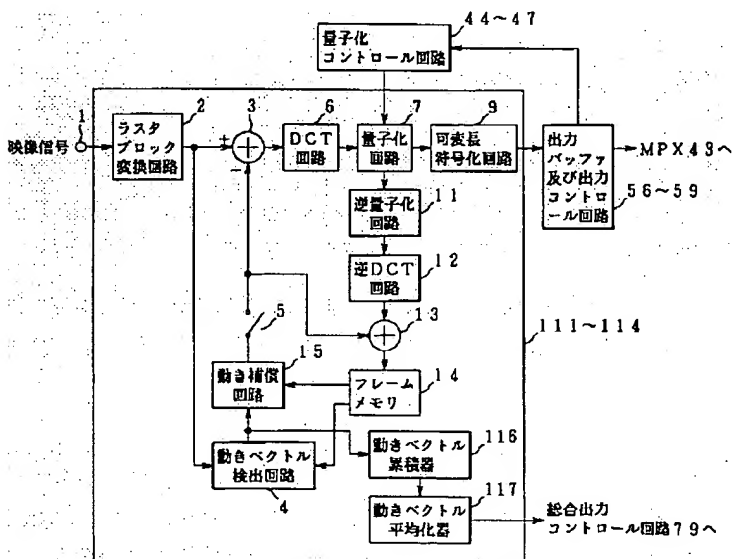 44~47
量子化
コントロール回路
1
映像信号
2
ラスタ
ブロック
変換回路
3
+
-
6
DCT
回路
7
量子化
回路
9
可変長
符号化回路
出力
バッファ
及び出力
コントロ
ール回路
MPX43へ
56~59
11
逆量子化
回路
12
逆DCT
回路
13
5
15
動き補償
回路
14
フレーム
メモリ
111~114
動きベクトル
検出回路
4
116
動きベクトル
累積器
117
動きベクトル
平均化器
総合出力
コントロール回路79へ